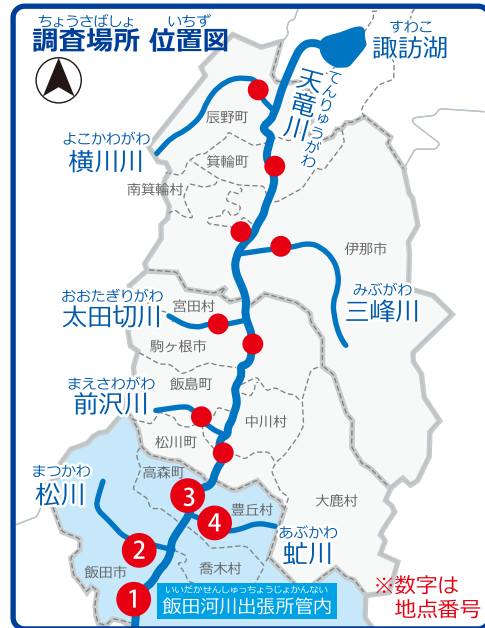 ちょうさばしょ いちず
調査場所 位置図
すわこ
諏訪湖
てんりゅうがわ
天竜川
辰野町
よこかわがわ
横川川
箕輪町
南箕輪村
伊那市
みぶがわ
三峰川
おおたぎりがわ
太田切川
宮田村
駒ヶ根市
まえさわがわ
前沢川
飯島町
中川村
松川町
大鹿村
まつかわ
松川
高森町
3
豊丘村
4
あぶかわ
虻川
2
飯田市
喬木村
1
いいだかせんしゅっちょうじょかんない
飯田河川出張所管内
※数字は
地点番号